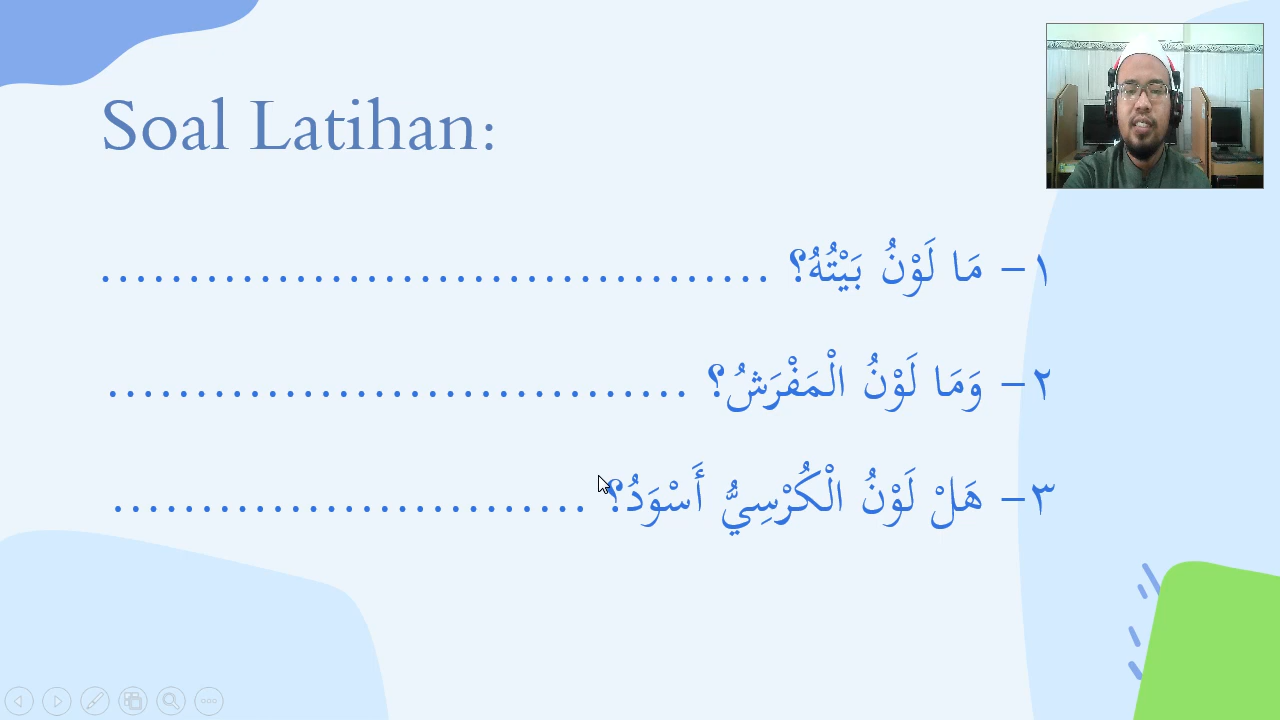 Soal Latihan:
١– مَا لَوْنُ بَيْتُهُ؟ ......................................
٢– وَمَا لَوْنُ الْمَفْرَشُ؟ .................................
٣– هَلْ لَوْنُ الْكُرْسِيُّ أَسْوَدُ؟ ...........................